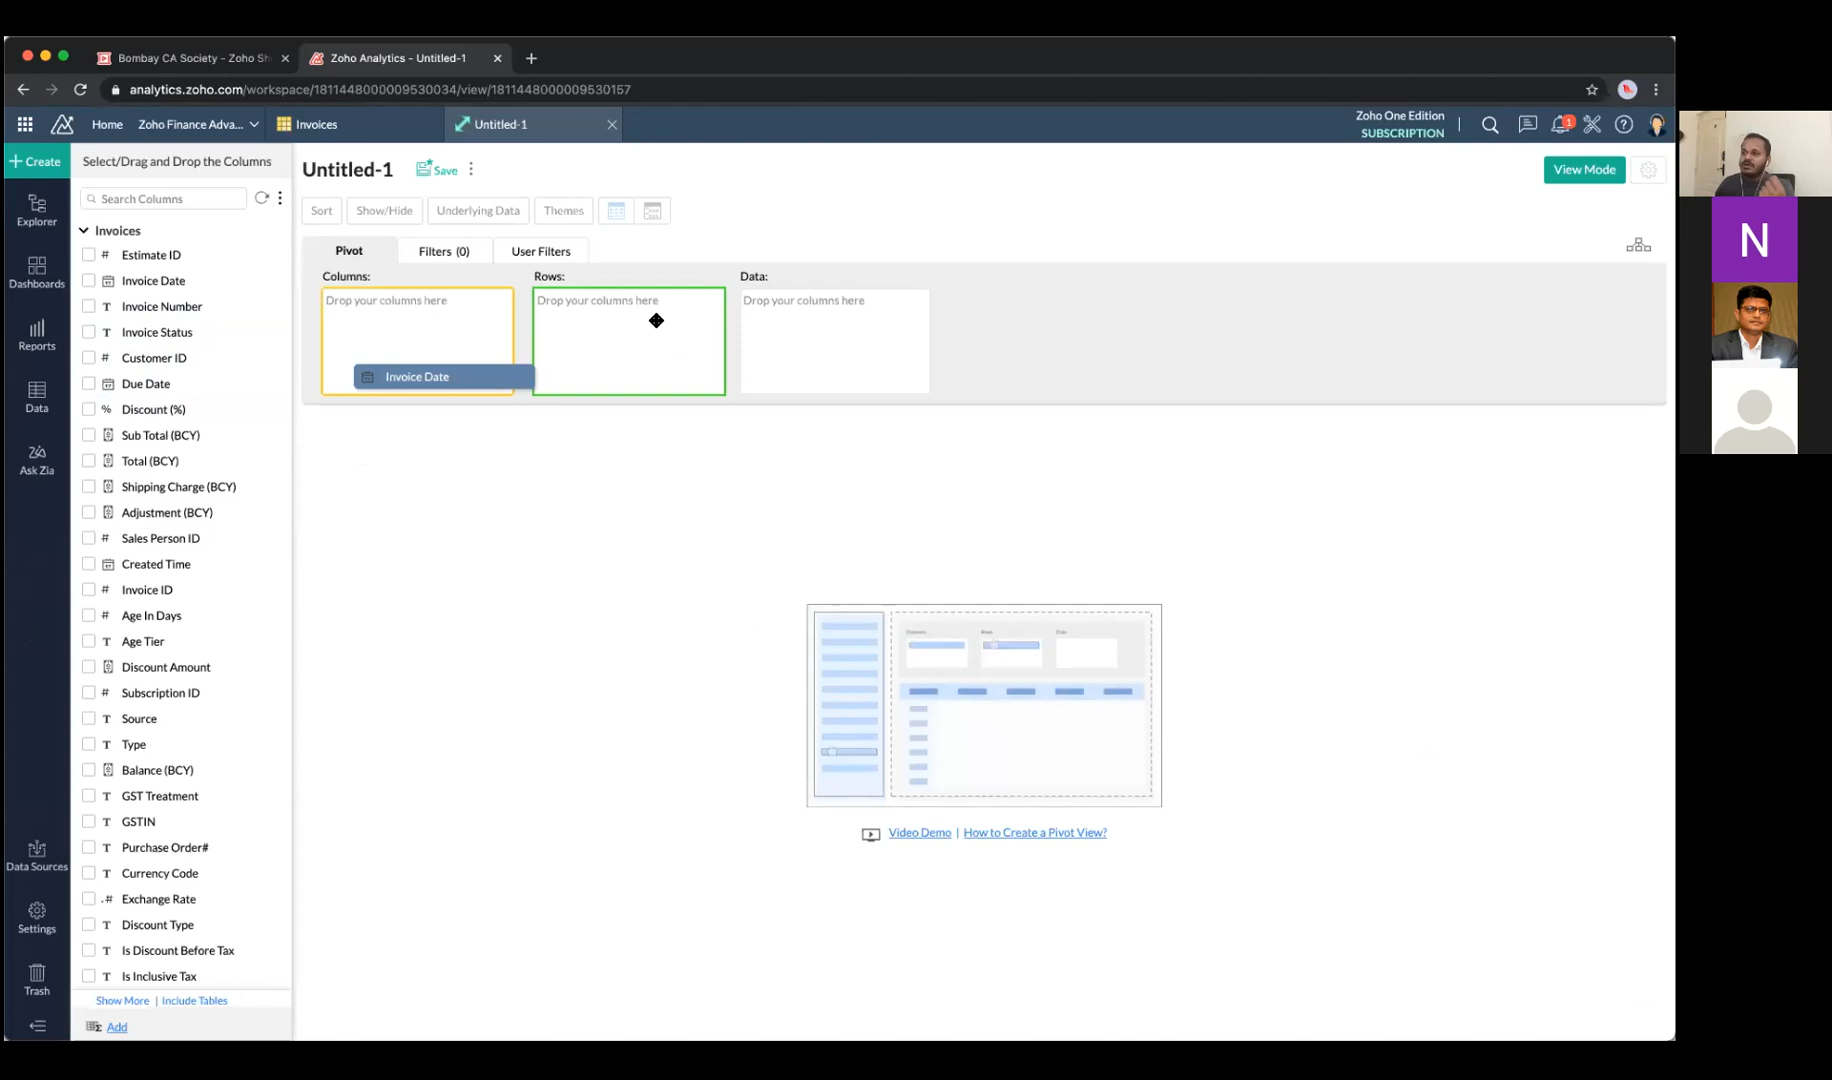 Bombay CA Society - Zoho Sh
Zoho Analytics - Untitled-1
analytics.zoho.com/workspace/1811448000009530034/view/1811448000009530157
Home
Zoho Finance Adva...
Invoices
Untitled-1
Zoho One Edition
SUBSCRIPTION
1
Create
Select/Drag and Drop the Columns
Untitled-1
Save
View Mode
Search Columns
Sort
Show/Hide
Underlying Data
Themes
Explorer
Dashboards
Reports
Data
Ask Zia
Data Sources
Settings
Trash
Pivot
Filters (0)
User Filters
Columns:
Rows:
Data:
Drop your columns here
Drop your columns here
Drop your columns here
Invoice Date
Invoices
# Estimate ID
Invoice Date
T Invoice Number
T Invoice Status
# Customer ID
Due Date
% Discount (%)
Sub Total (BCY)
Total (BCY)
Shipping Charge (BCY)
Adjustment (BCY)
# Sales Person ID
Created Time
# Invoice ID
# Age In Days
T Age Tier
Discount Amount
# Subscription ID
T Source
T Type
Balance (BCY)
T GST Treatment
T GSTIN
T Purchase Order#
T Currency Code
.# Exchange Rate
T Discount Type
T Is Discount Before Tax
T Is Inclusive Tax
Show More | Include Tables
Add
Video Demo | How to Create a Pivot View?
N